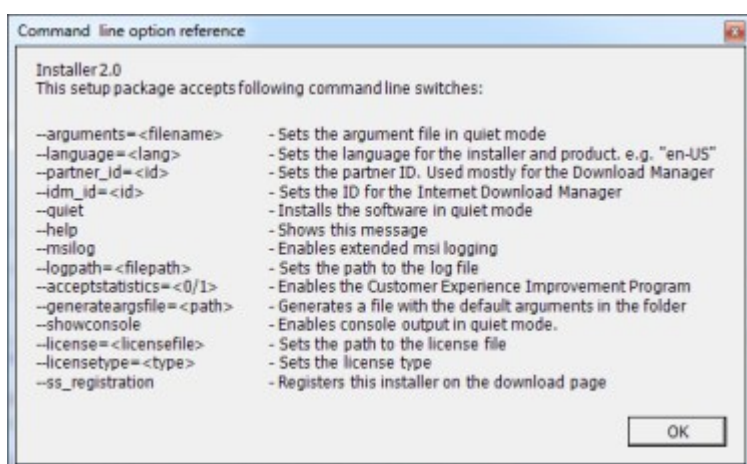 Command line option reference
Installer2.0
This setup package accepts following command line switches:
--arguments=<filename> - Sets the argument file in quiet mode
--language=<lang> - Sets the language for the installer and product. e.g. "en-US"
--partner_id=<id> - Sets the partner ID. Used mostly for the Download Manager
--idm_id=<id> - Sets the ID for the Internet Download Manager
--quiet - Installs the software in quiet mode
--help - Shows this message
--msilog - Enables extended msi logging
--logpath=<filepath> - Sets the path to the log file
--acceptstatistics=<0/1> - Enables the Customer Experience Improvement Program
--generateargsfile=<path> - Generates a file with the default arguments in the folder
--showconsole - Enables console output in quiet mode.
--license=<licensefile> - Sets the path to the license file
--licensetype=<type> - Sets the license type
--ss_registration - Registers this installer on the download page
OK